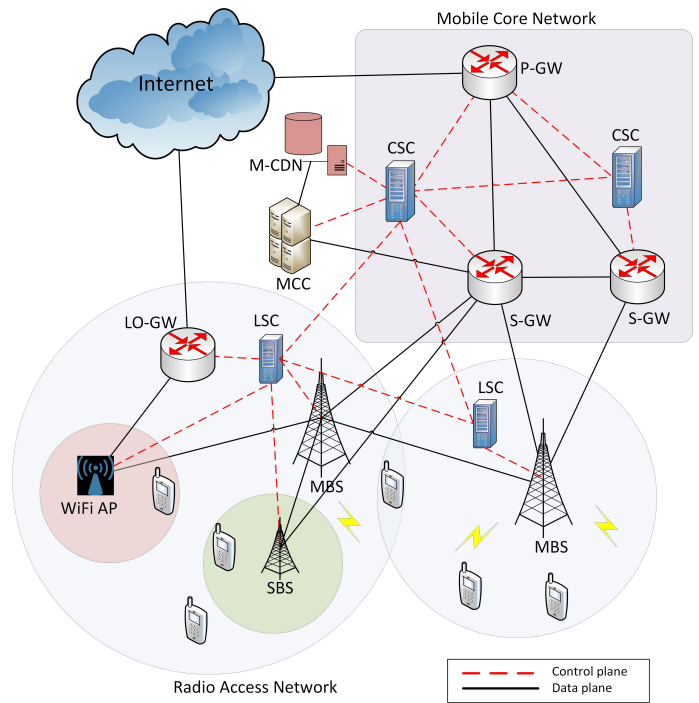 Mobile Core Network
Internet
P-GW
CSC
CSC
M-CDN
MCC
S-GW
S-GW
LO-GW
LSC
LSC
MBS
WiFi AP
MBS
SBS
Radio Access Network
Control plane
Data plane